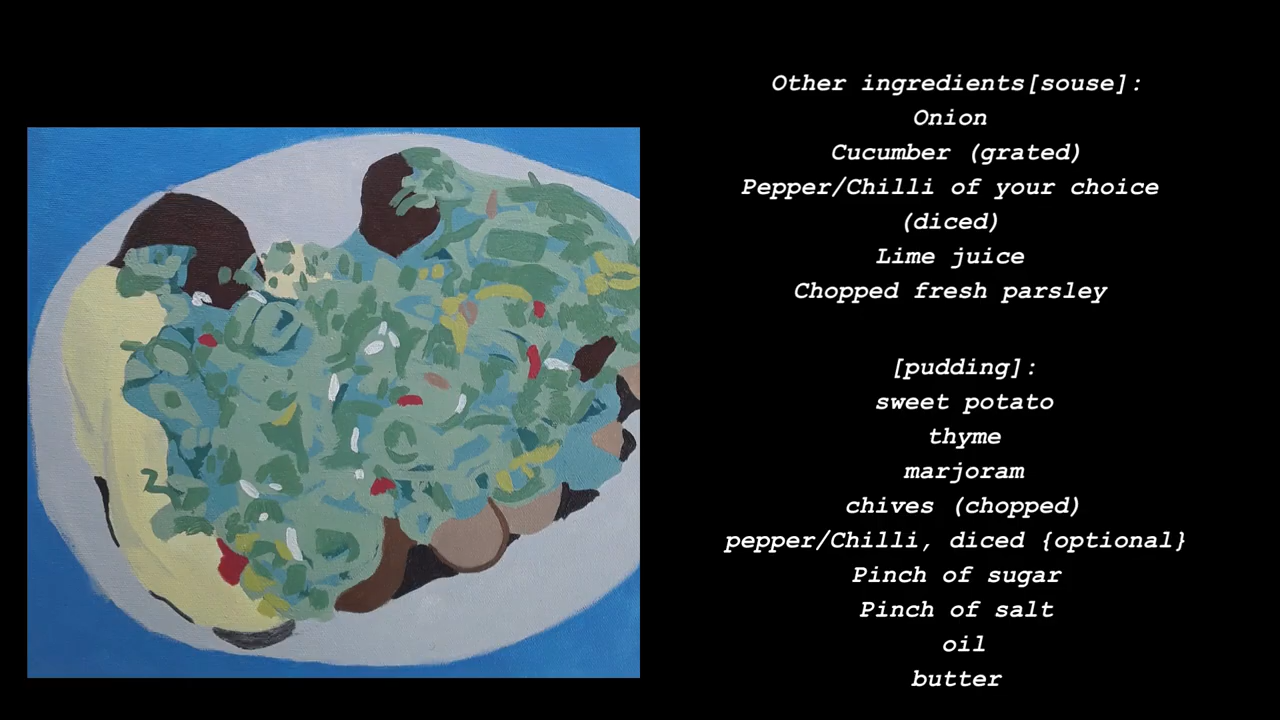 Other ingredients[souse]:
Onion
Cucumber (grated)
Pepper/Chilli of your choice
(diced)
Lime juice
Chopped fresh parsley
[pudding]:
sweet potato
thyme
marjoram
chives (chopped)
pepper/Chilli, diced {optional}
Pinch of sugar
Pinch of salt
oil
butter